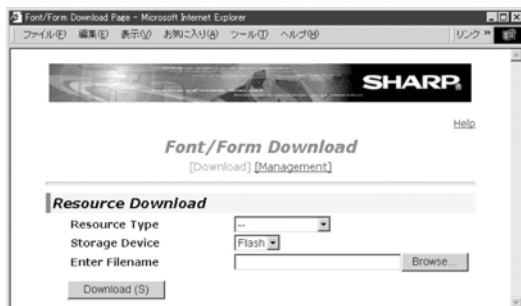 Font/Form Download Page - Microsoft Internet Explorer
ファイル(F) 編集(E) 表示(V) お気に入り(A) ツール(T) ヘルプ(H) リンク »
SHARP
Help
Font/Form Download
[Download] [Management]
Resource Download
Resource Type --
Storage Device Flash
Enter Filename Browse...
Download (S)